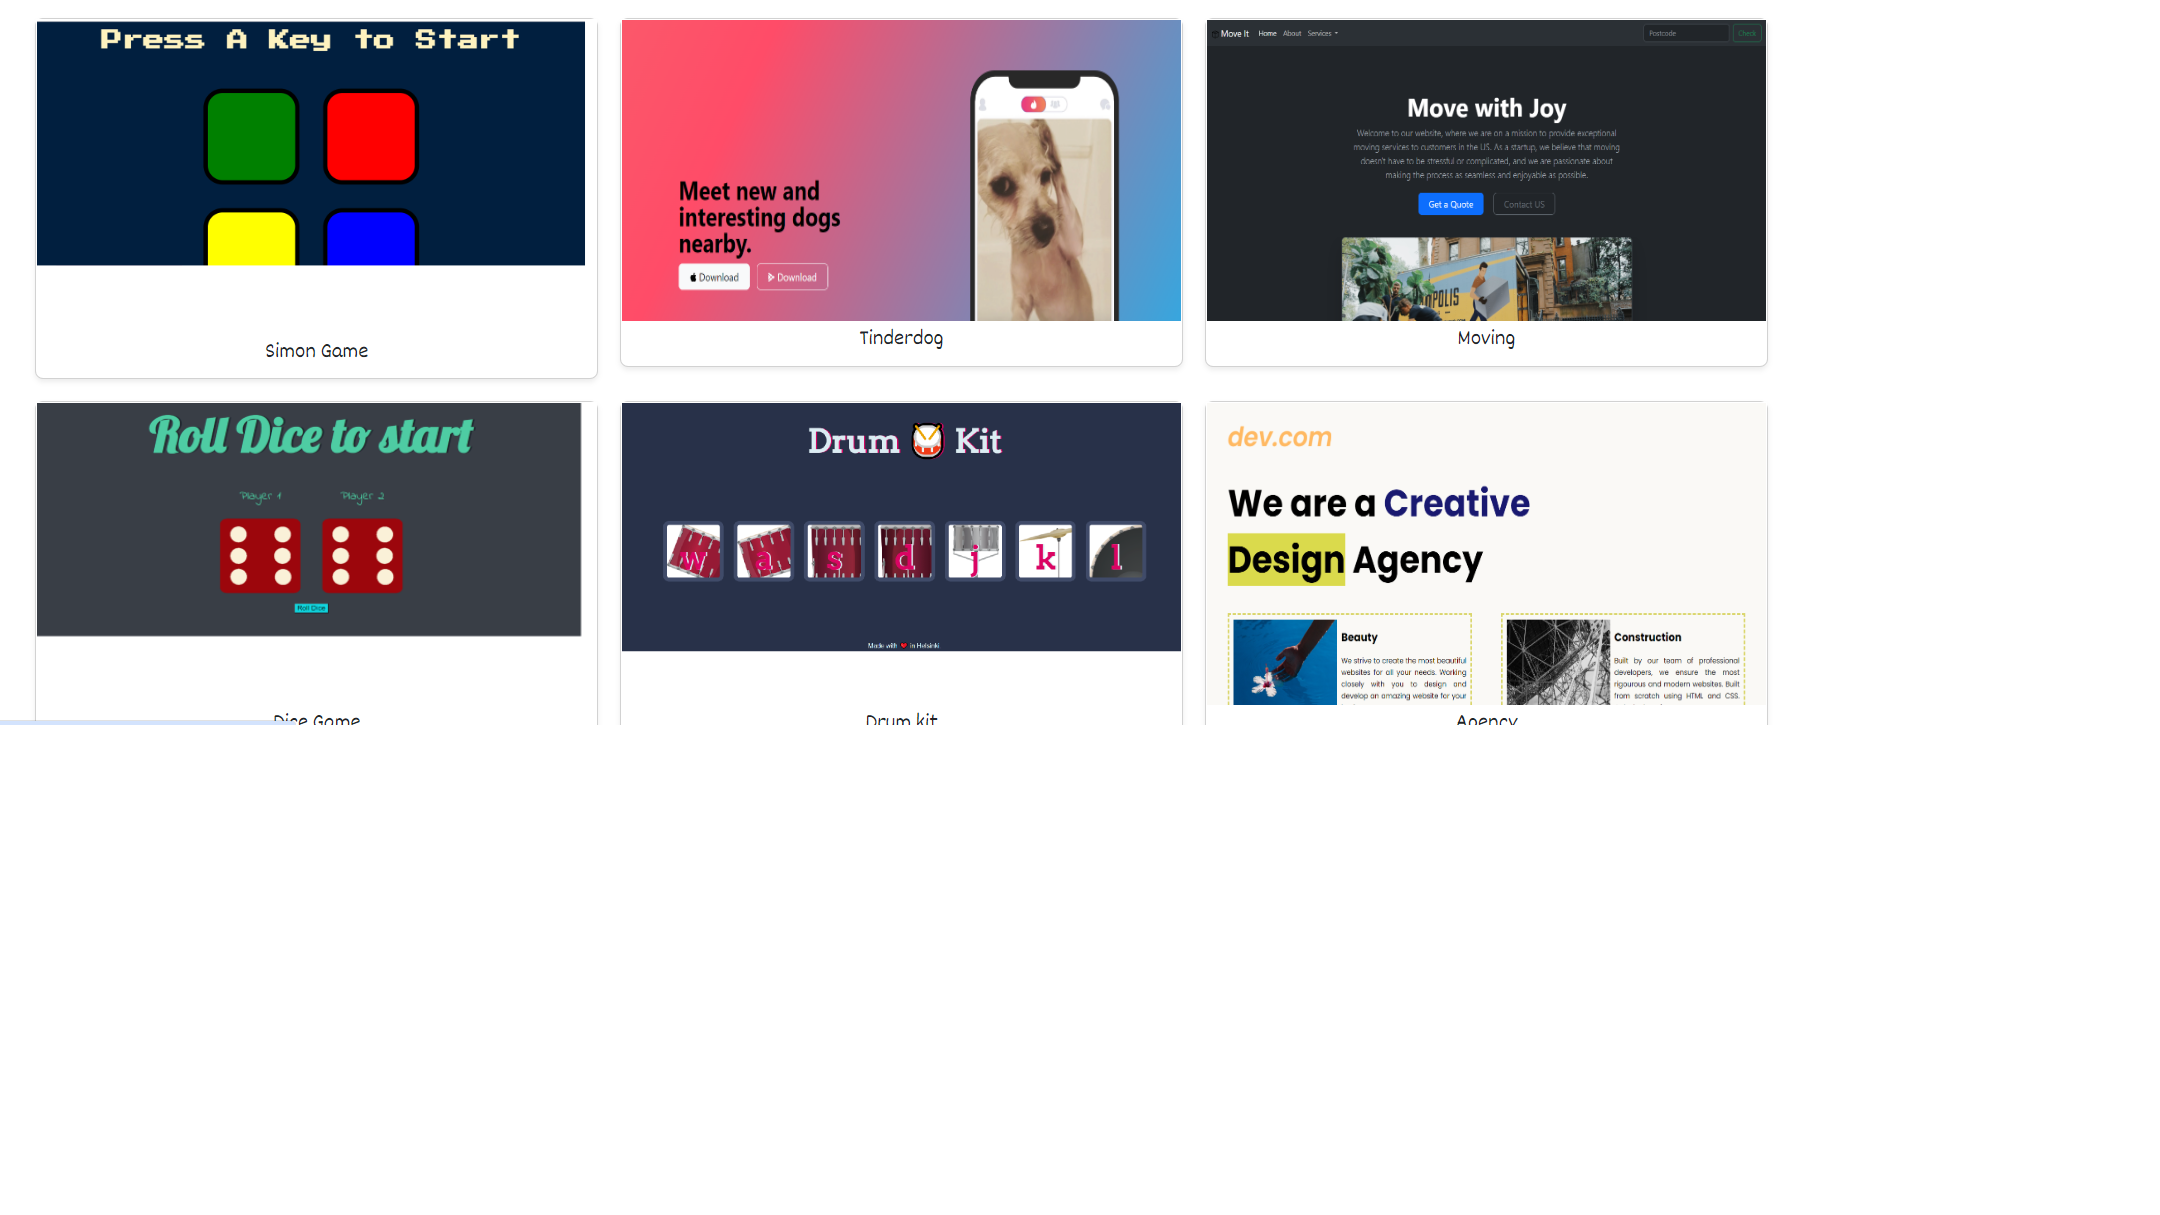 Press A Key to Start
Simon Game
Meet new and
interesting dogs
nearby.
Download Download
Tinderdog
Move It Home About Services Postcode Check
Move with Joy
Welcome to our website, where we are on a mission to provide exceptional
moving services to customers in the US. As a startup, we believe that moving
doesn't have to be stressful or complicated, and we are passionate about
making the process as seamless and enjoyable as possible.
Get a Quote Contact US
OPOLIS
Moving
Roll Dice to start
Player 1 Player 2
Roll Dice
Dice Game
Drum Kit
w a s d j k l
Made with ❤️ in Helsinki
Drum kit
dev.com
We are a Creative
Design Agency
Beauty
We strive to create the most beautiful
websites for all your needs. Working
closely with you to design and
develop an amazing website for your
Construction
Built by our team of professional
developers, we ensure the most
rigourous and modern websites. Built
from scratch using HTML and CSS.
Agency